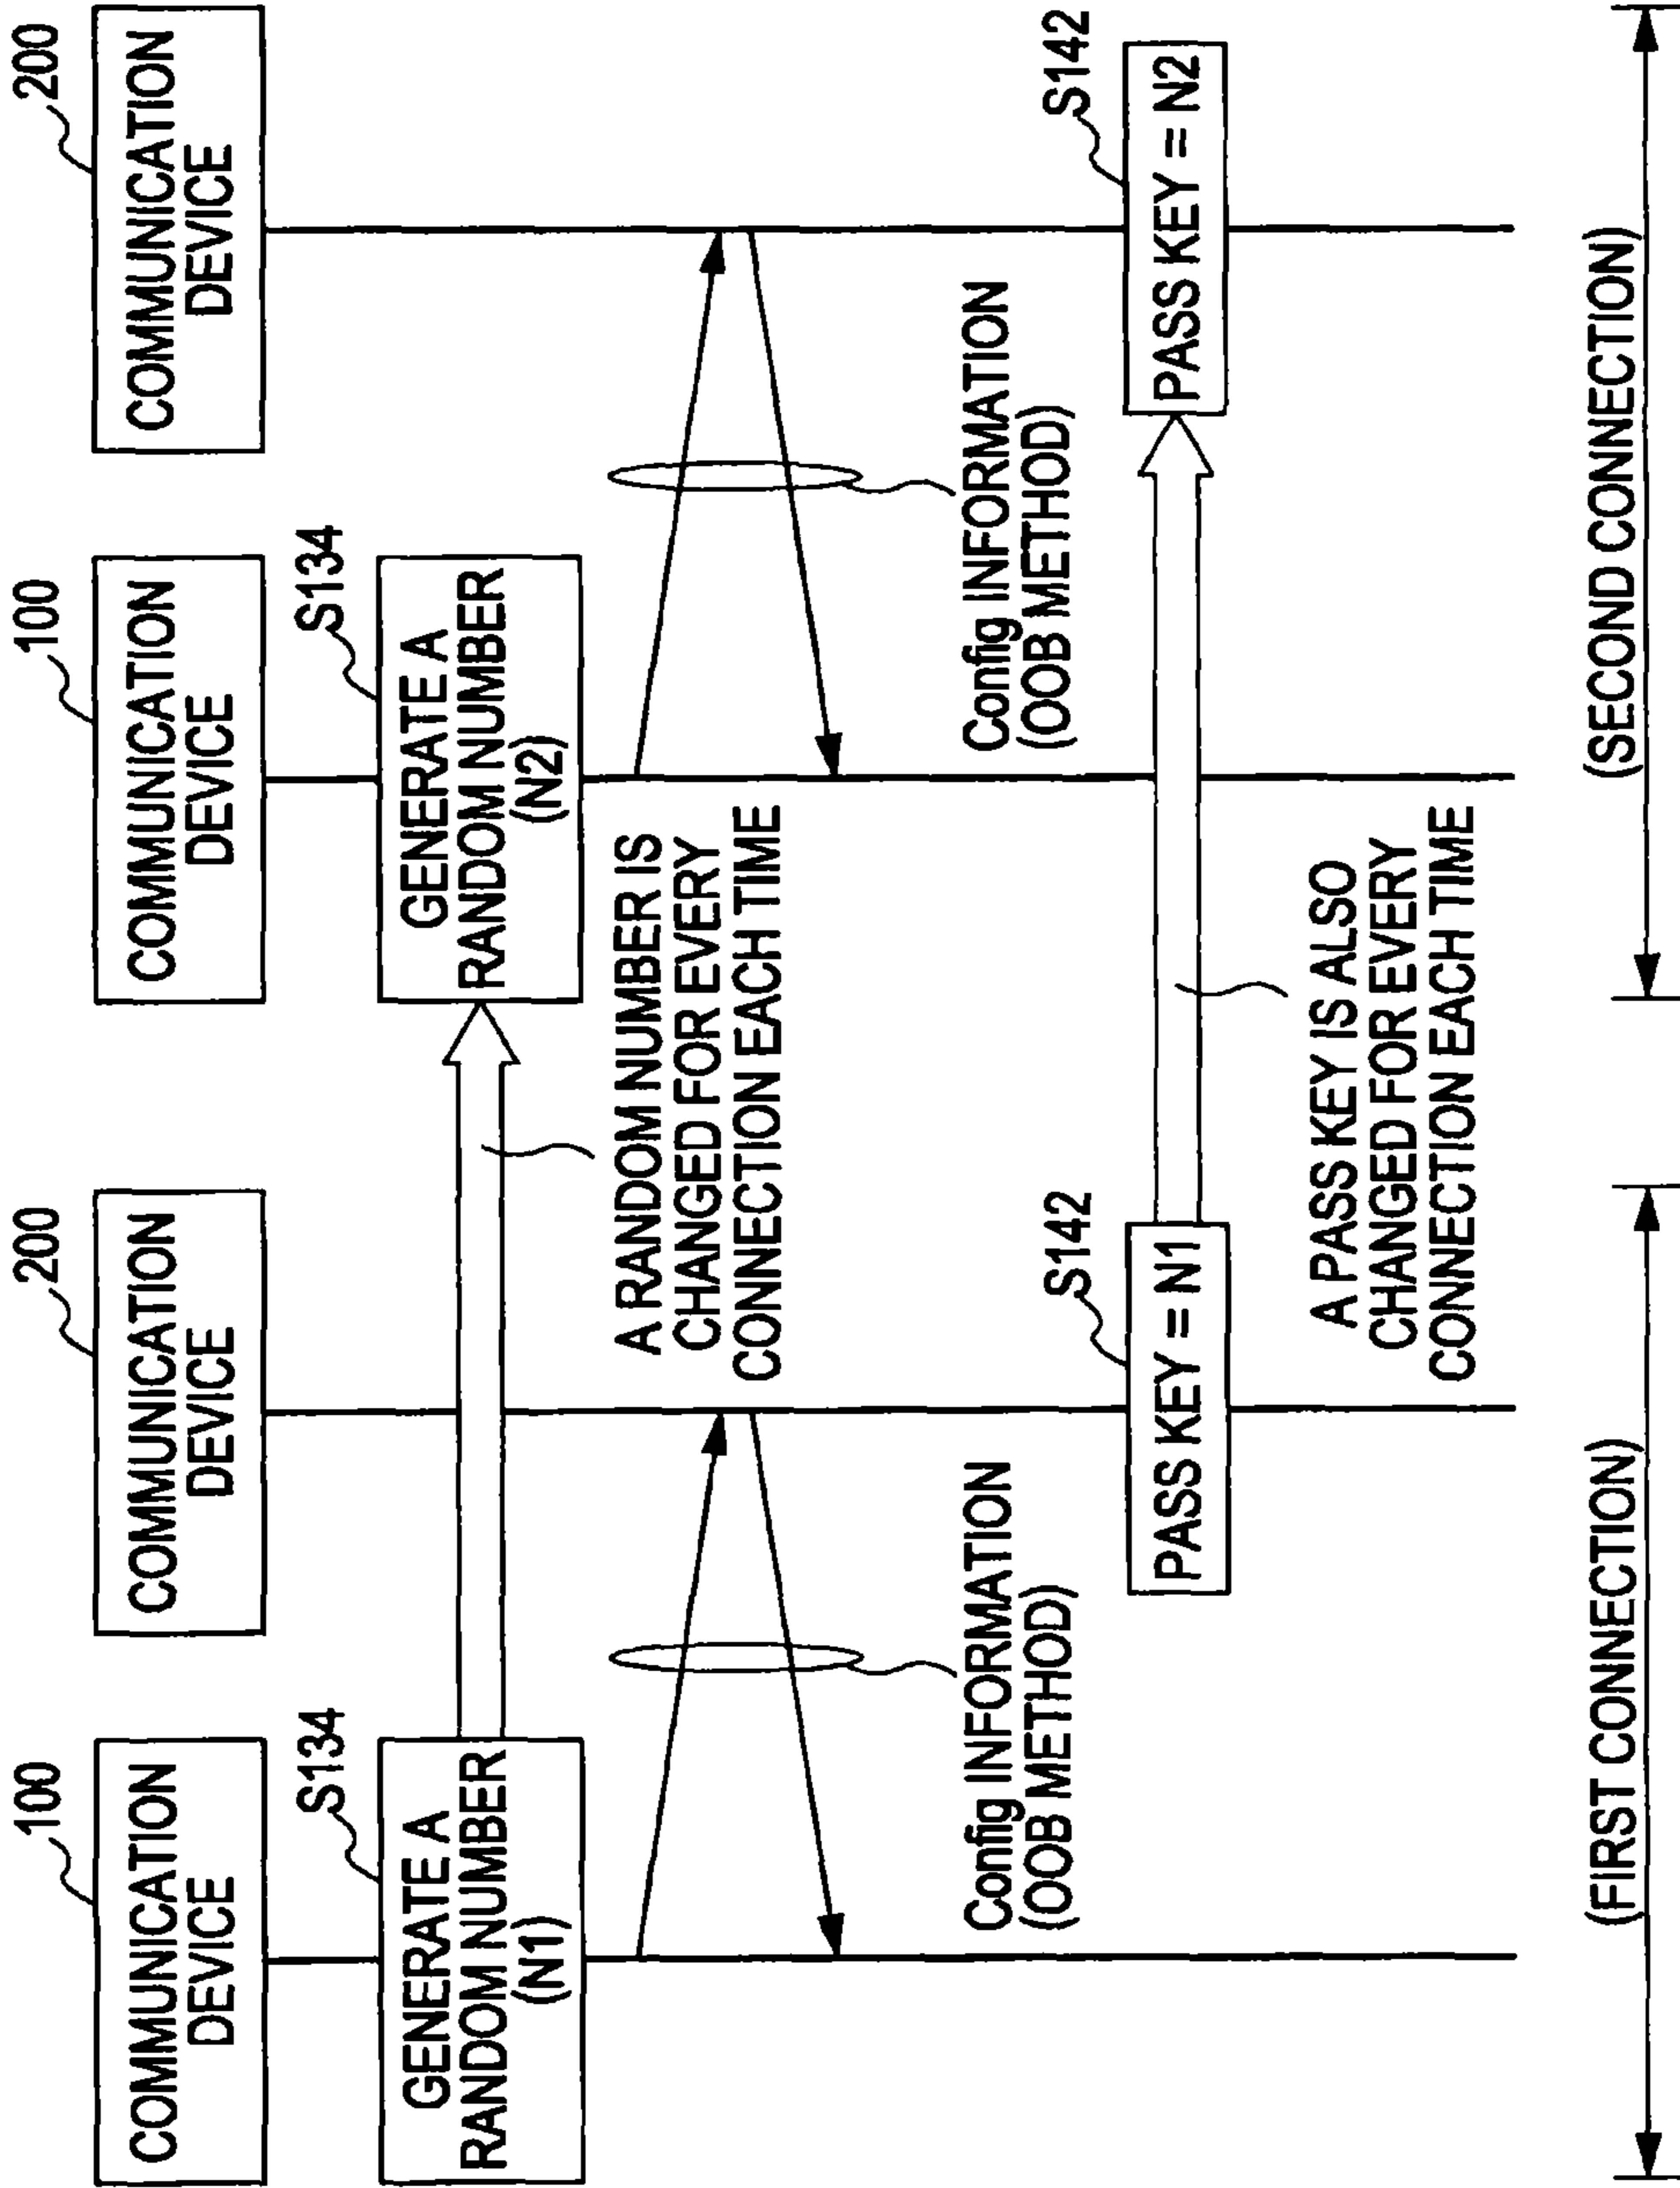 100
COMMUNICATION
DEVICE
200
COMMUNICATION
DEVICE
100
COMMUNICATION
DEVICE
200
COMMUNICATION
DEVICE
S134
GENERATE A
RANDOM NUMBER
(N1)
S134
GENERATE A
RANDOM NUMBER
(N2)
A RANDOM NUMBER IS
CHANGED FOR EVERY
CONNECTION EACH TIME
Config INFORMATION
(OOB METHOD)
Config INFORMATION
(OOB METHOD)
S142
PASS KEY = N1
S142
PASS KEY = N2
A PASS KEY IS ALSO
CHANGED FOR EVERY
CONNECTION EACH TIME
(FIRST CONNECTION)
(SECOND CONNECTION)